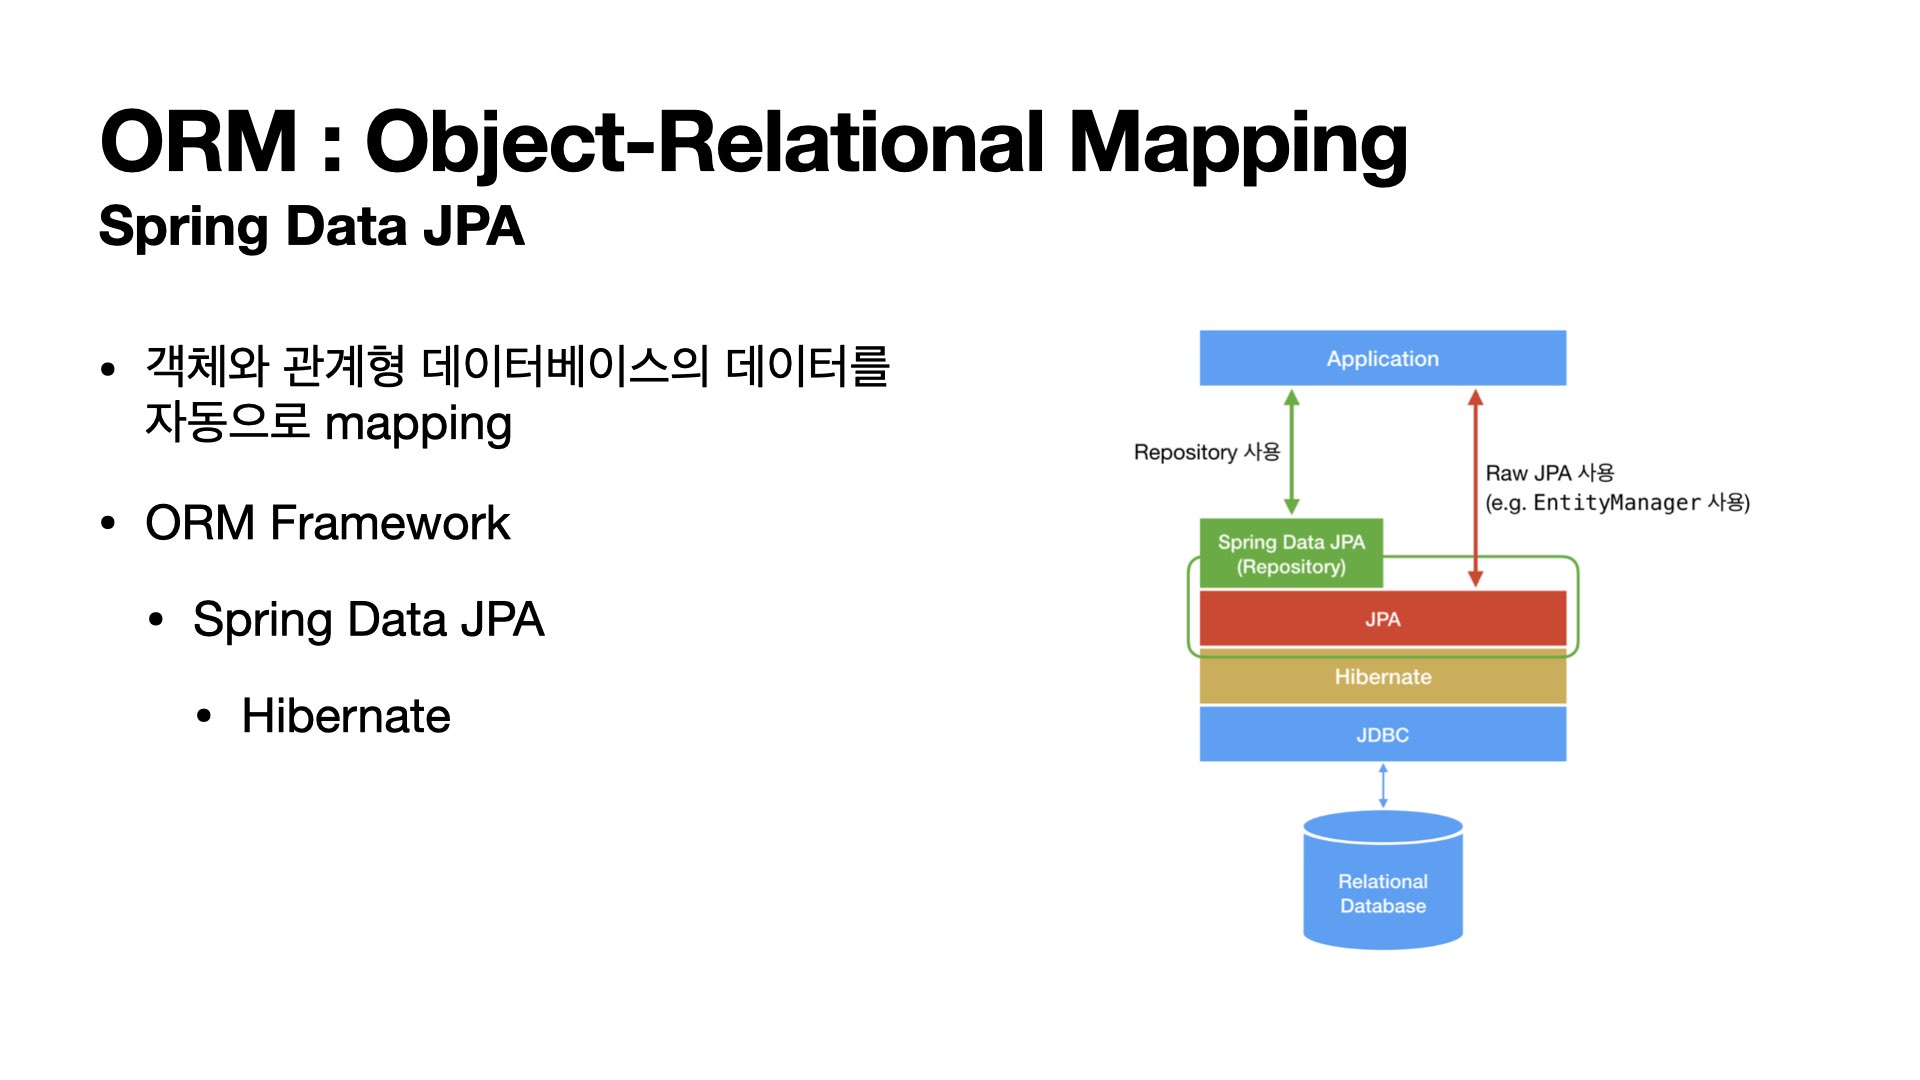 ORM : Object-Relational Mapping
Spring Data JPA
• 객체와 관계형 데이터베이스의 데이터를
자동으로 mapping
• ORM Framework
• Spring Data JPA
• Hibernate
Application
Repository 사용
Raw JPA 사용
(e.g. EntityManager 사용)
Spring Data JPA
(Repository)
JPA
Hibernate
JDBC
Relational
Database